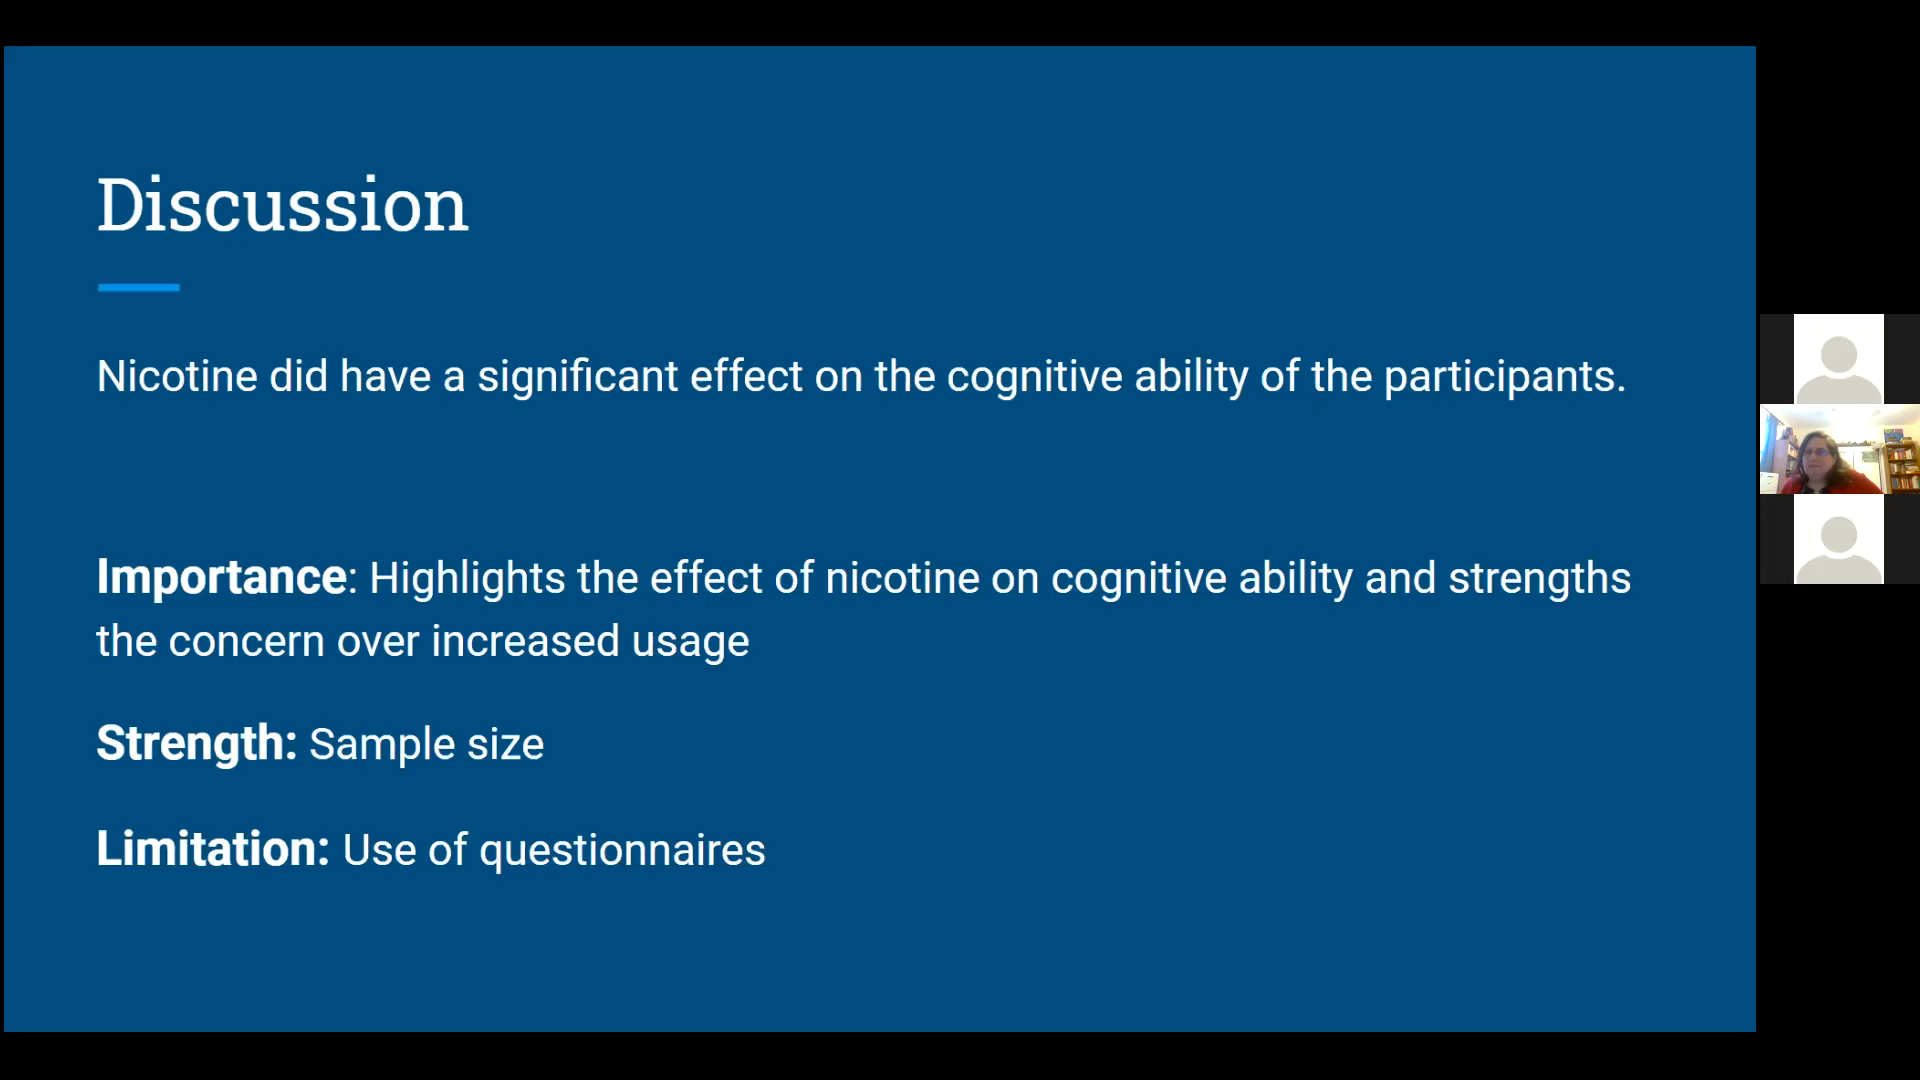 Discussion
Nicotine did have a significant effect on the cognitive ability of the participants.
Importance: Highlights the effect of nicotine on cognitive ability and strengths
the concern over increased usage
Strength: Sample size
Limitation: Use of questionnaires